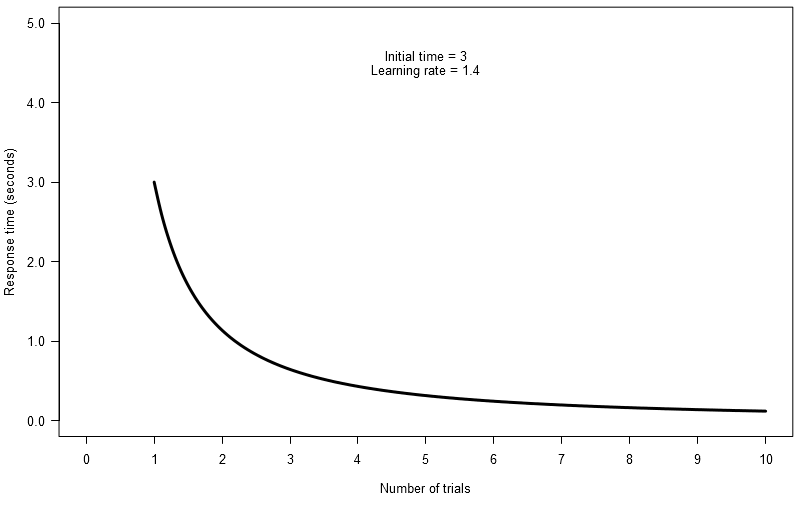 Initial time = 3
Learning rate = 1.4
Response time (seconds)
5.0
4.0
3.0
2.0
1.0
0.0
0 1 2 3 4 5 6 7 8 9 10
Number of trials